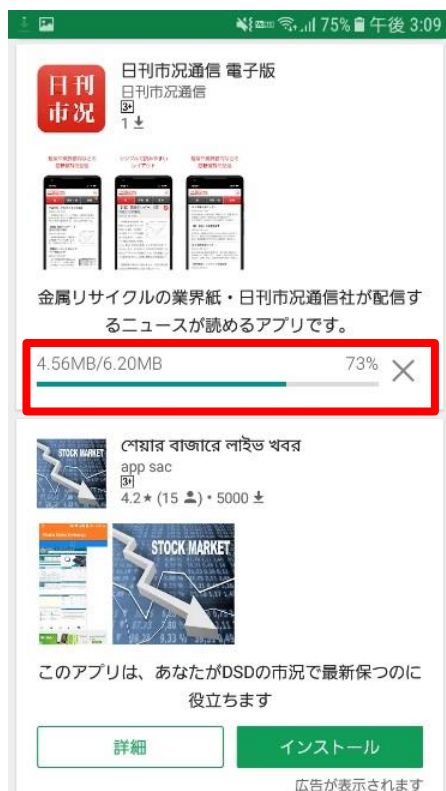 75% 午後 3:09
日刊
市況
日刊市况通信 電子版
日刊市況通信
3+
1
金属リサイクルの業界紙・日刊市況通信社が配信す
るニュースが読めるアプリです。
4.56MB/6.20MB 73%
STOCK MARKET
শেয়ার বাজারে লাইভ খবর
app sac
3+
4.2★ (15) • 5000
STOCK MARKET
このアプリは、あなたがDSDの市況で最新保つのに
役立ちます
詳細 インストール
広告が表示されます